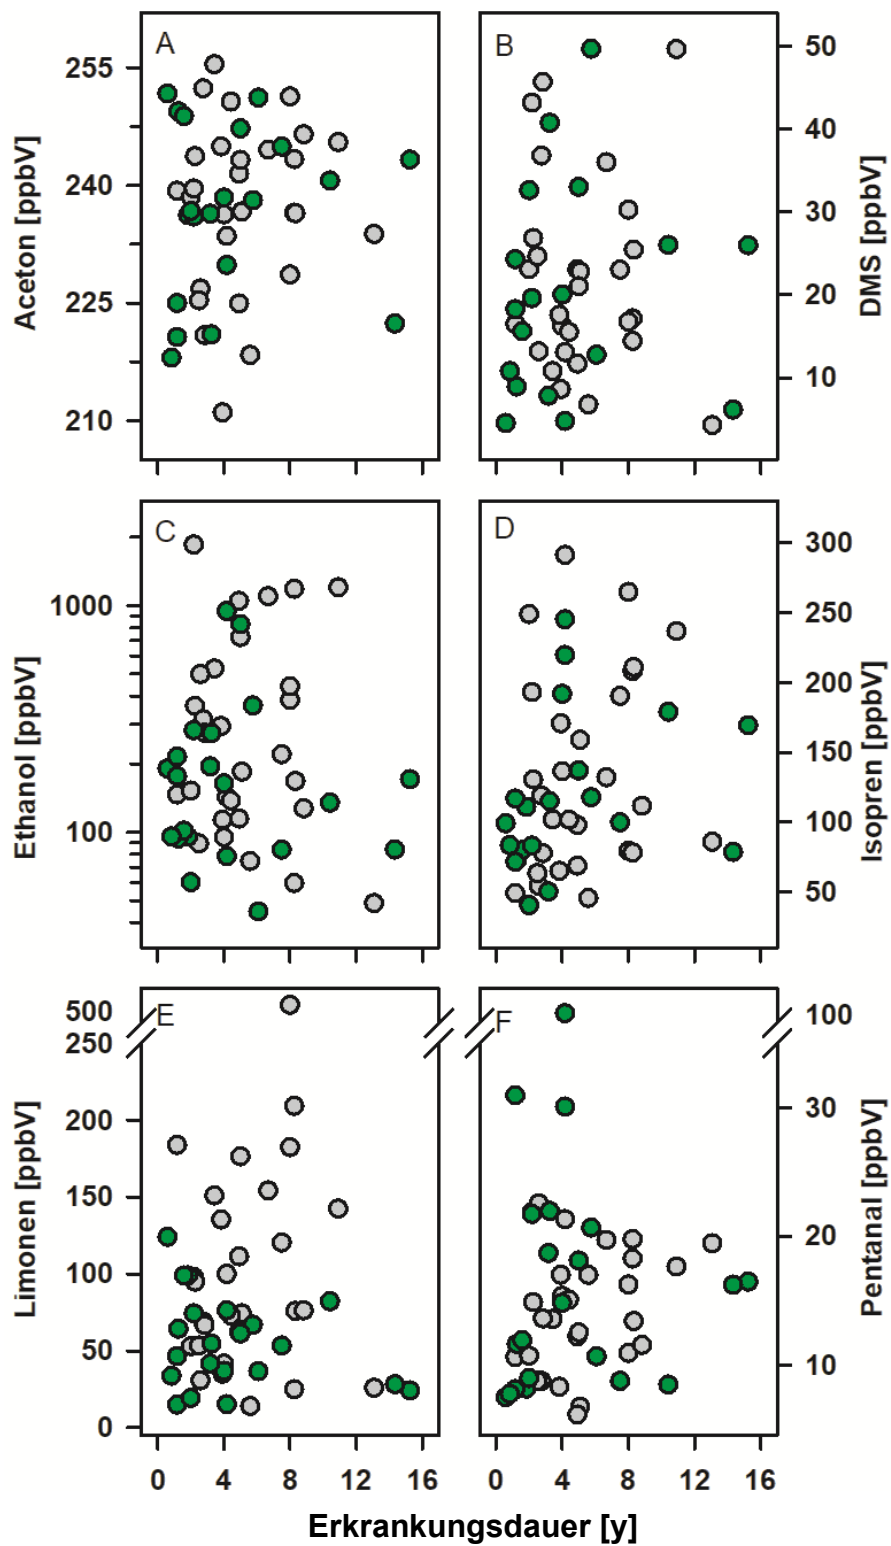 A
255
240
225
210
Aceton [ppbV]
B
50
40
30
20
10
DMS [ppbV]
C
1000
100
Ethanol [ppbV]
D
300
250
200
150
100
50
Isopren [ppbV]
E
500
250
200
150
100
50
0
Limonen [ppbV]
F
100
30
20
10
Pentanal [ppbV]
0 4 8 12 16
0 4 8 12 16
Erkrankungsdauer [y]